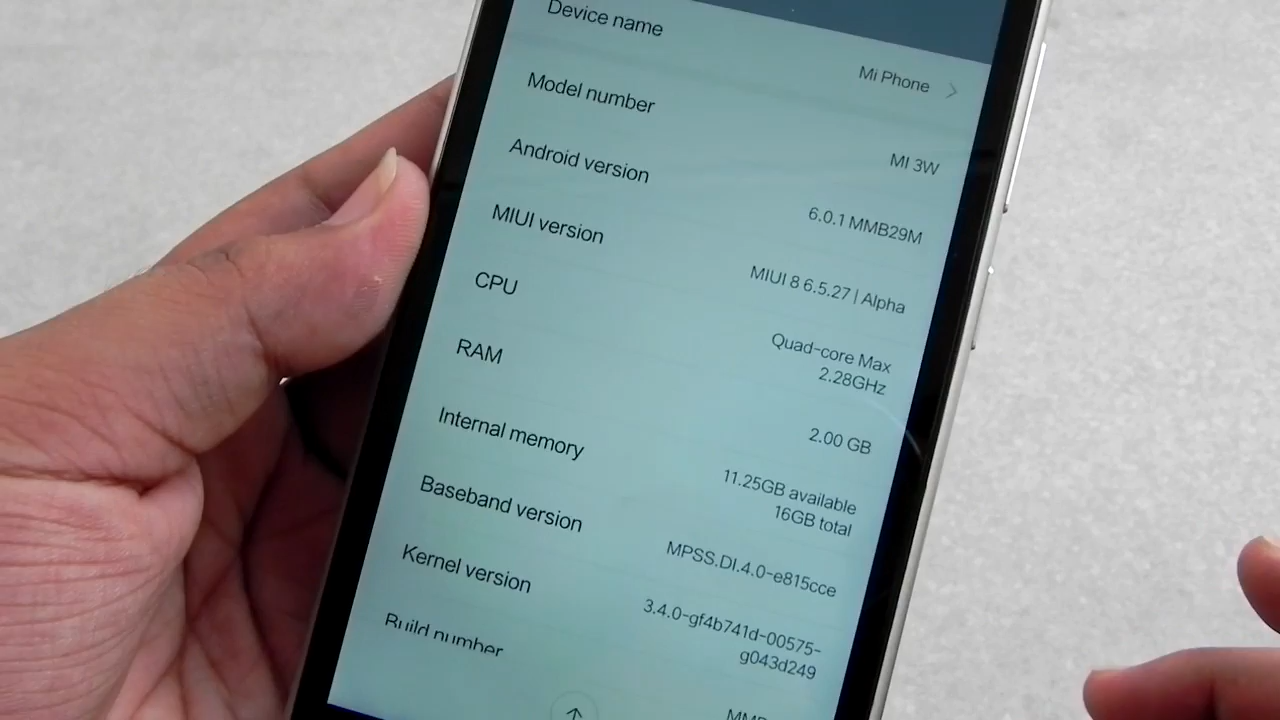 Device name
Mi Phone
Model number
MI 3W
Android version
6.0.1 MMB29M
MIUI version
MIUI 8 6.5.27 | Alpha
CPU
Quad-core Max
2.28GHz
RAM
2.00 GB
Internal memory
11.25GB available
16GB total
Baseband version
MPSS.DI.4.0-e815cce
Kernel version
3.4.0-gf4b741d-00575-
g043d249
Build number